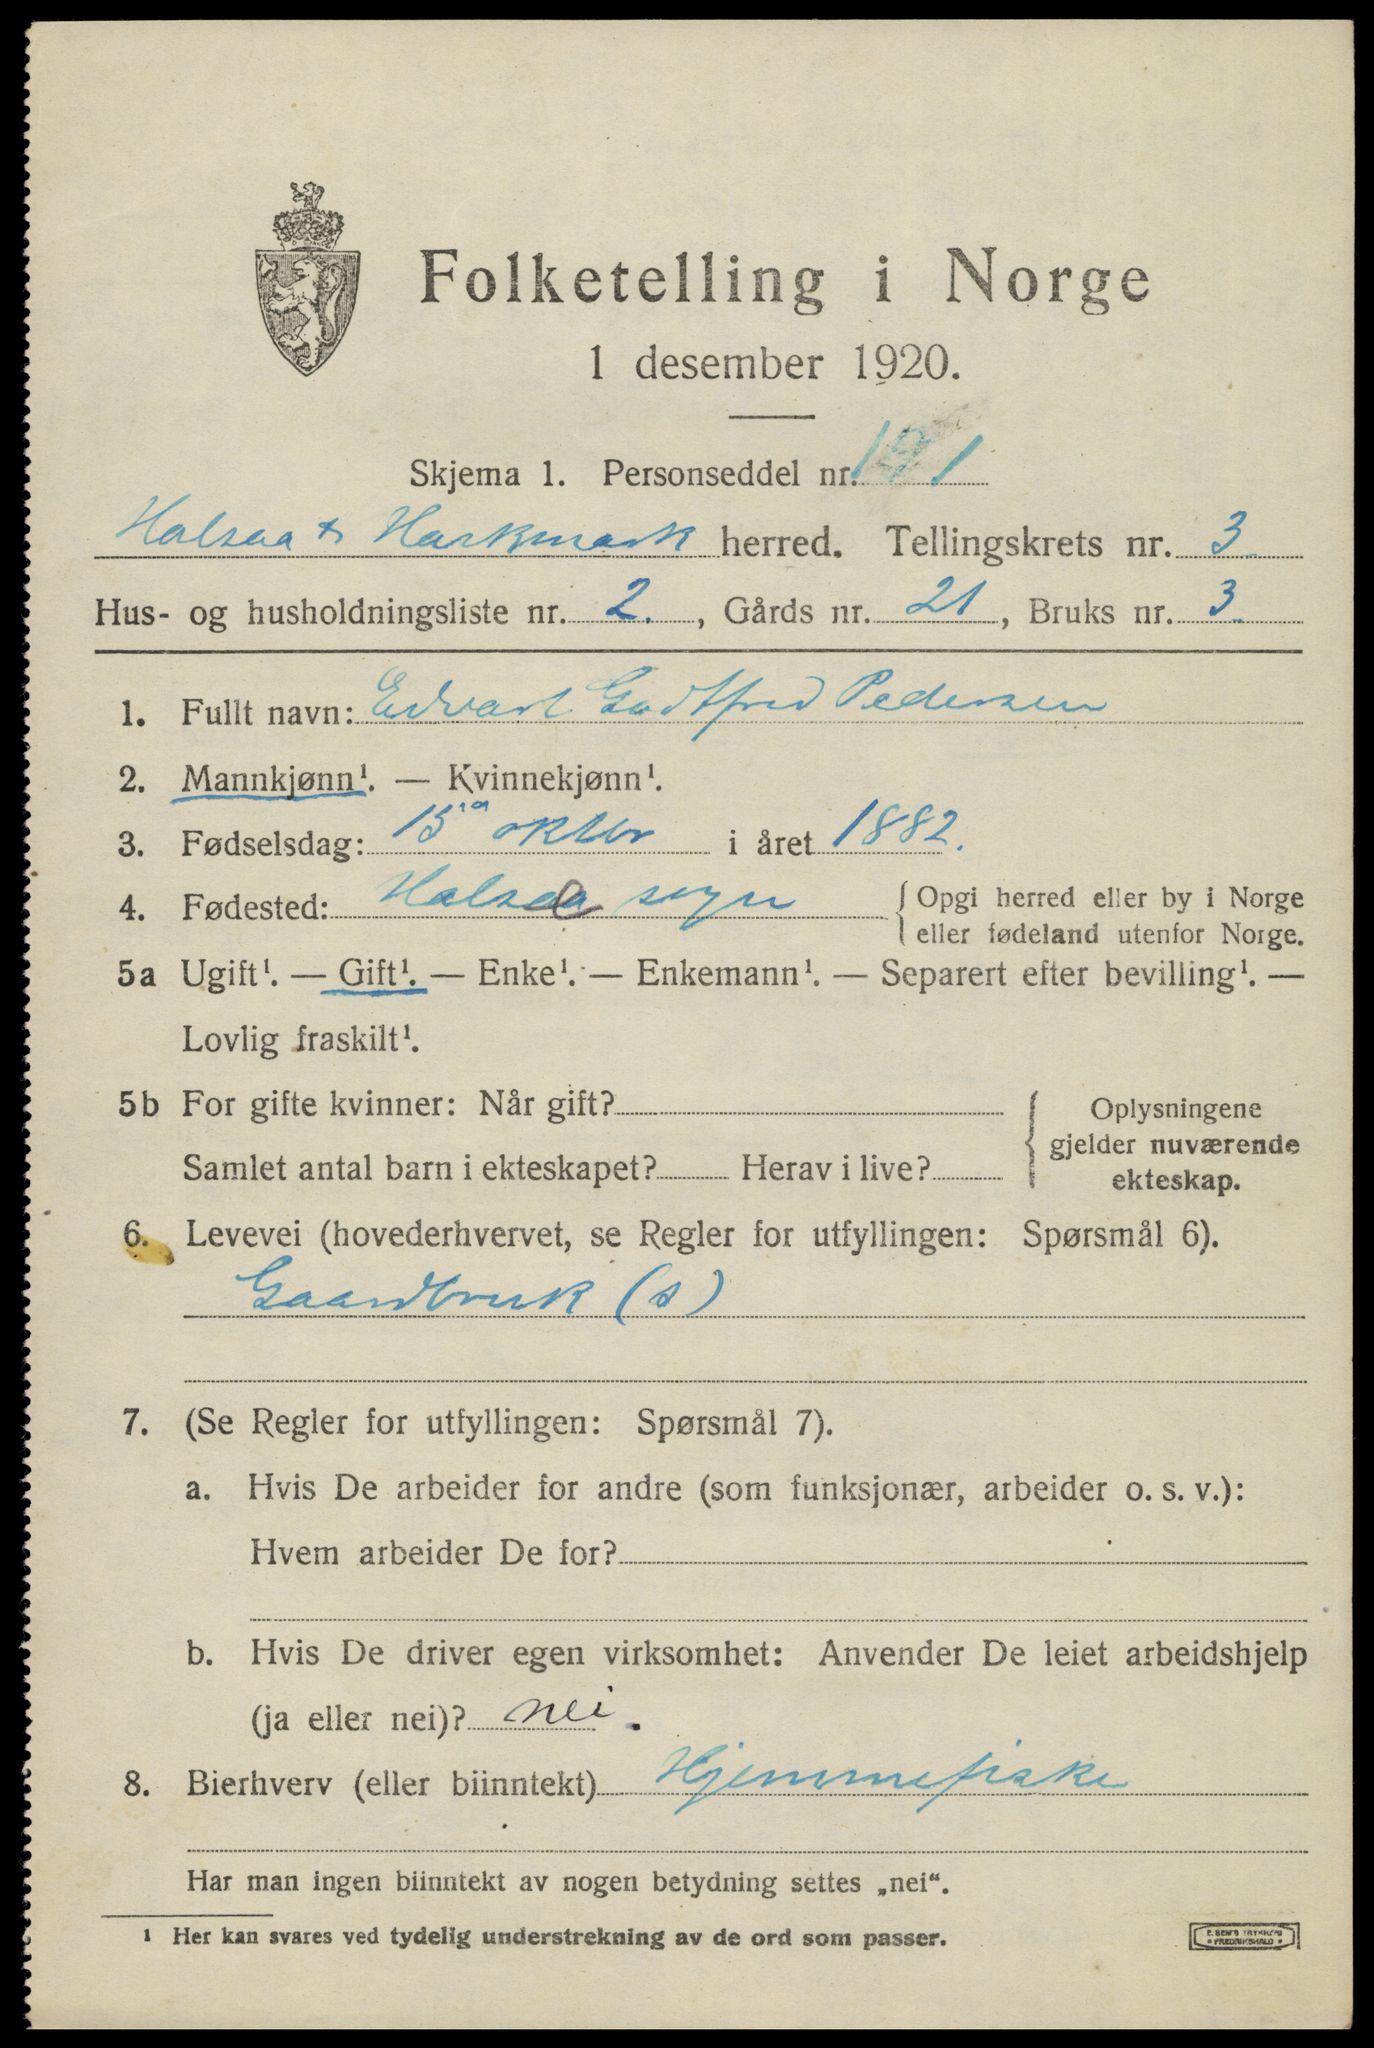 Folketelling i Norge
1 desember 1920.
Skjema 1. Personseddel nr. 1 1
Halsaa & Harkmark herred. Tellingskrets nr. 3.
Hus- og husholdningsliste nr. 2. , Gårds nr. 21 , Bruks nr. 3.
1. Fullt navn: Edvart Godtfred Pedersen
2. Mannkjønn¹. — Kvinnekjønn¹.
3. Fødselsdag: 15 oktbr i året 1882.
4. Fødested: Halsaa sogn { Opgi herred eller by i Norge
eller fødeland utenfor Norge.
5a Ugift¹. — Gift¹. — Enke¹. — Enkemann¹. — Separert efter bevilling¹. —
Lovlig fraskilt¹.
5b For gifte kvinner: Når gift? { Oplysningene
gjelder nuværende
Samlet antal barn i ekteskapet? Herav i live?
ekteskap.
6. Levevei (hovederhvervet, se Regler for utfyllingen: Spørsmål 6).
Gaardbruk (s)
7. (Se Regler for utfyllingen: Spørsmål 7).
a. Hvis De arbeider for andre (som funksjonær, arbeider o. s. v.):
Hvem arbeider De for?
b. Hvis De driver egen virksomhet: Anvender De leiet arbeidshjelp
(ja eller nei)? nei.
8. Bierhverv (eller biinntekt) Hjemmefiske
Har man ingen biinntekt av nogen betydning settes „nei“.
¹ Her kan svares ved tydelig understrekning av de ord som passer.
E. SEM'S TRYKKERI
FREDRIKSHALD